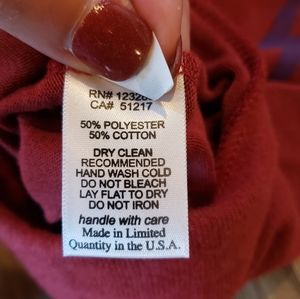 RN#
CA# 51217
50% POLYESTER
50% COTTON
DRY CLEAN
RECOMMENDED
HAND WASH COLD
DO NOT BLEACH
LAY FLAT TO DRY
DO NOT IRON
handle with care
Made in Limited
Quantity in the U.S.A.